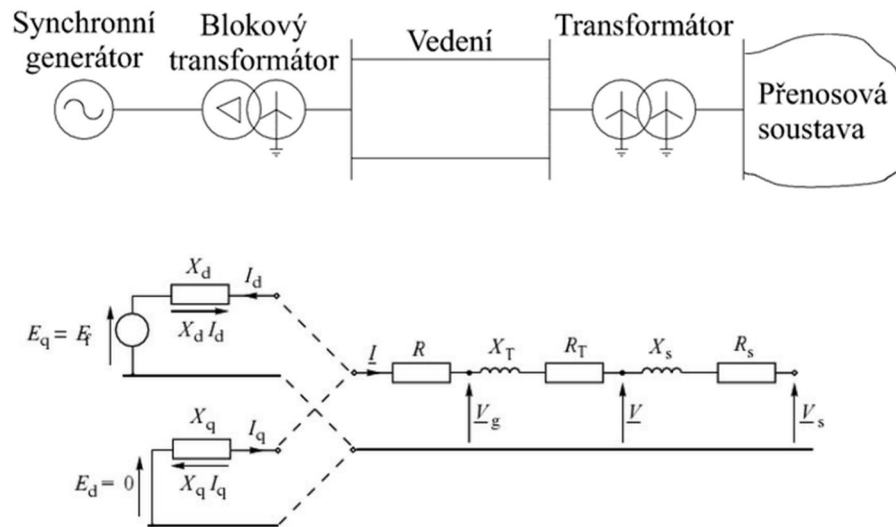 Synchronní
generátor
Blokový
transformátor
Vedení
Transformátor
Přenosová
soustava
X_d
I_d
X_d I_d
E_q = E_f
X_q
I_q
X_q I_q
E_d = 0
I
R
X_T
R_T
X_s
R_s
V_g
V
V_s